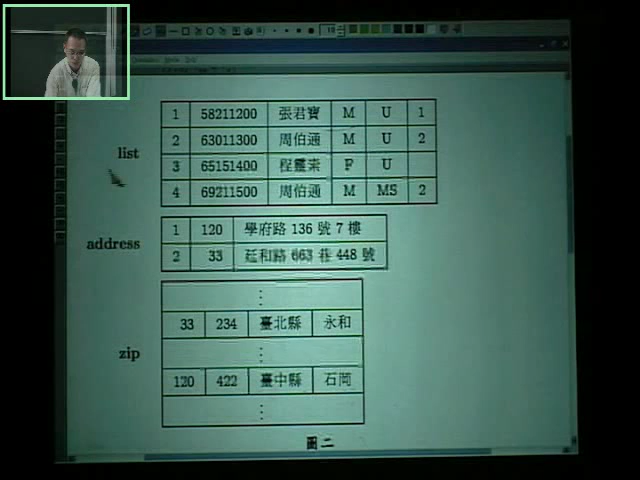 list
1 58211200 張君寶 M U 1
2 63011300 周伯通 M U 2
3 65151400 程靈素 F U
4 69211500 周伯通 M MS 2
address
1 120 學府路 136 號 7 樓
2 33 延和路 663 巷 448 號
zip
⋮
33 234 臺北縣 永和
⋮
120 422 臺中縣 石岡
⋮
圖二